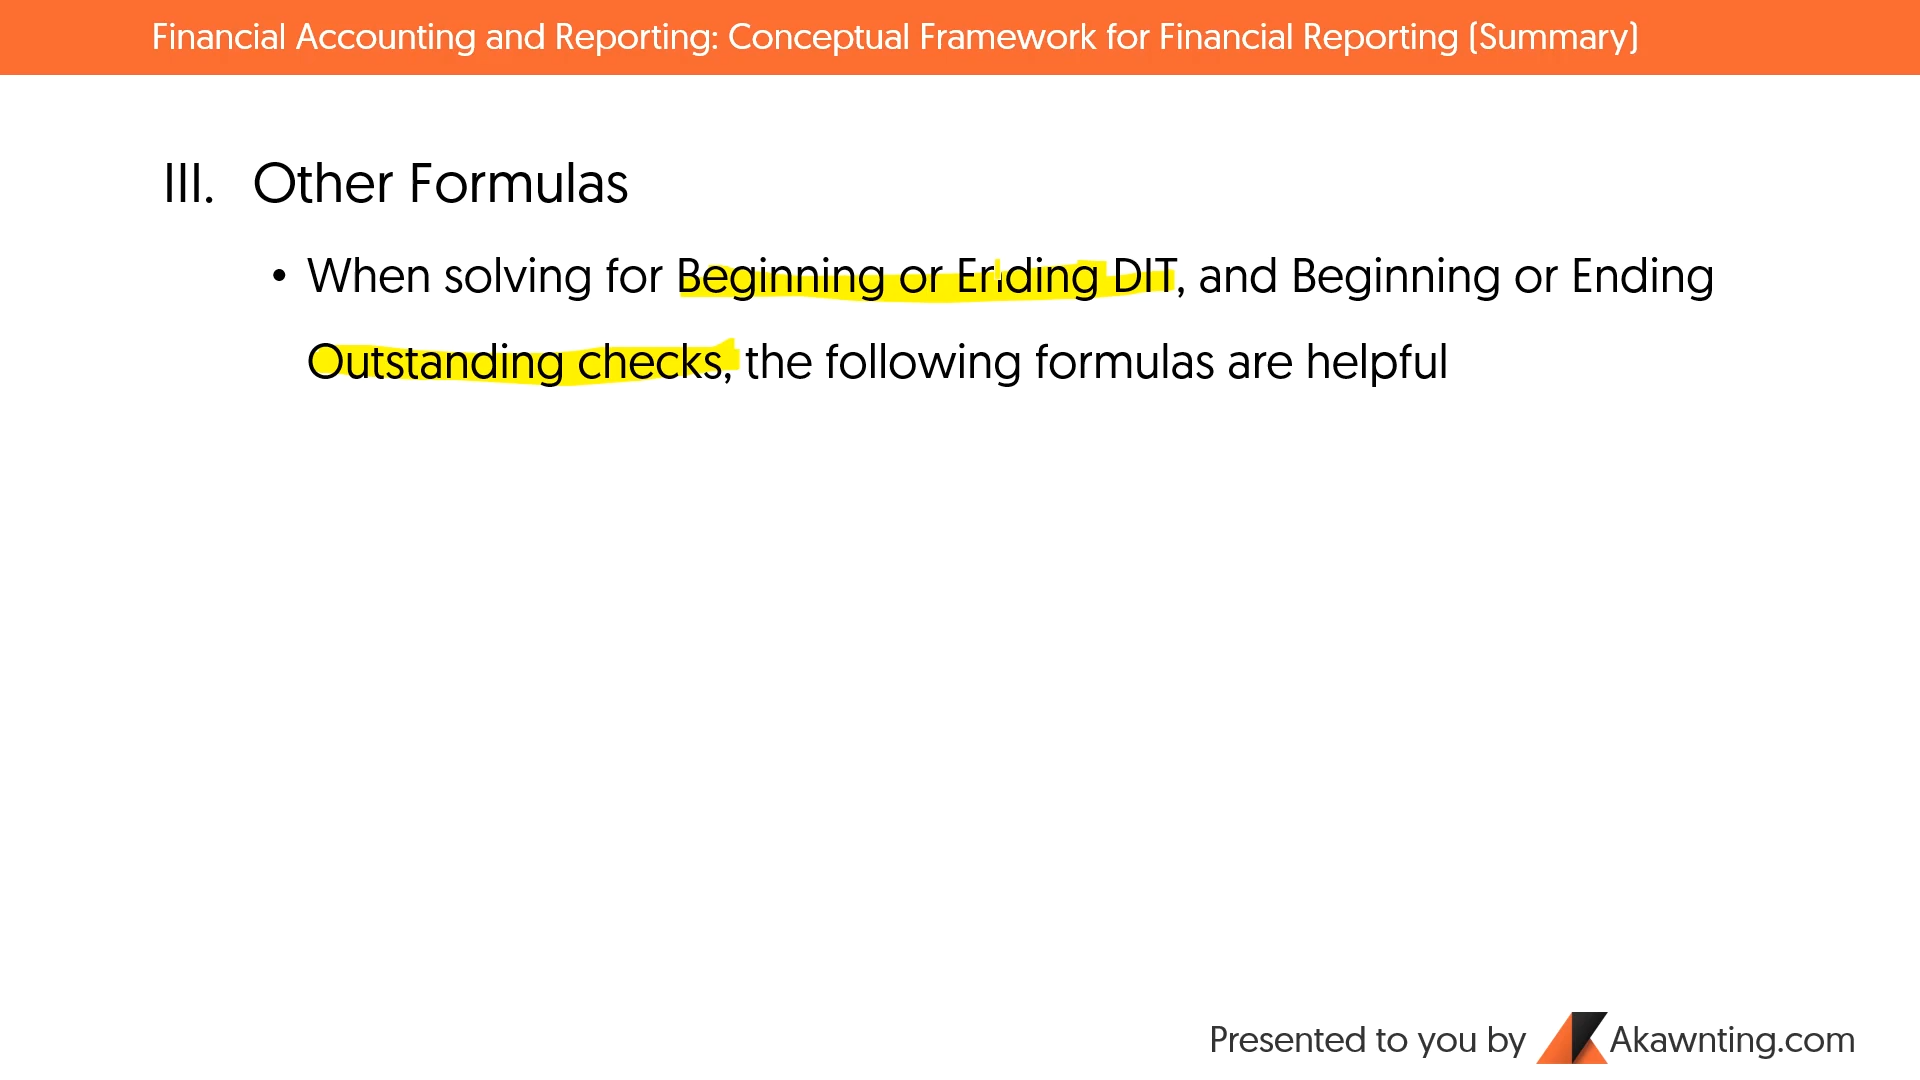 Financial Accounting and Reporting: Conceptual Framework for Financial Reporting (Summary)
III. Other Formulas
• When solving for Beginning or Ending DIT, and Beginning or Ending
Outstanding checks, the following formulas are helpful
Presented to you by Akawnting.com